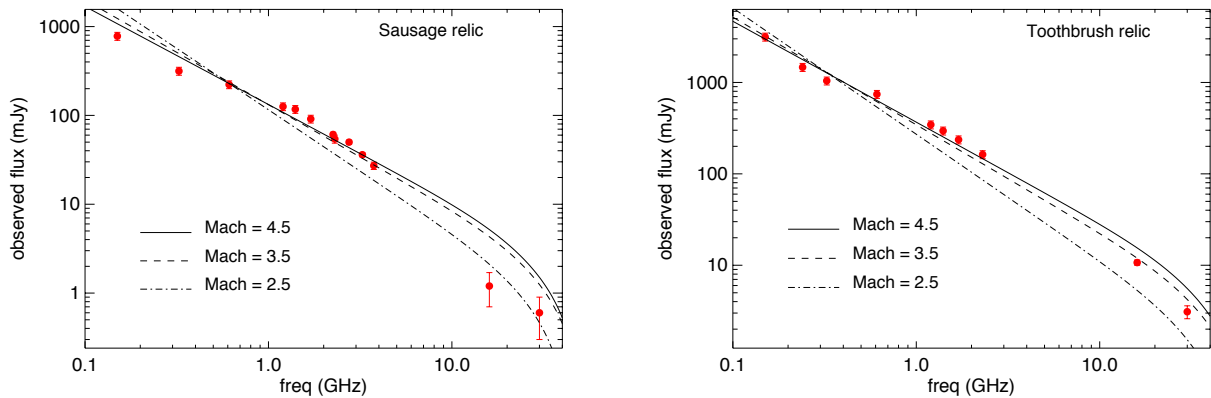 Sausage relic
1000
100
10
1
observed flux (mJy)
Mach = 4.5
Mach = 3.5
Mach = 2.5
0.1
1.0
10.0
freq (GHz)
Toothbrush relic
1000
100
10
observed flux (mJy)
Mach = 4.5
Mach = 3.5
Mach = 2.5
0.1
1.0
10.0
freq (GHz)